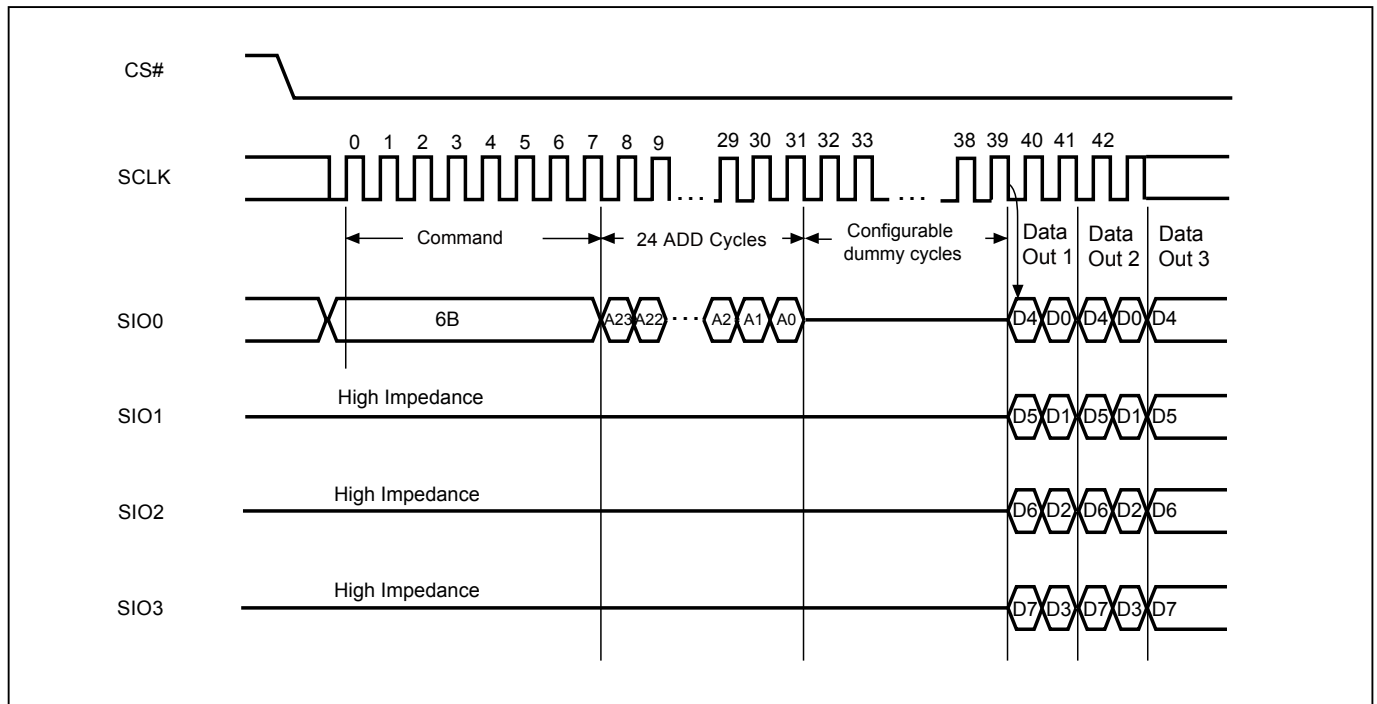 CS#
0 1 2 3 4 5 6 7 8 9 29 30 31 32 33 38 39 40 41 42
SCLK
. . . . . .
Command
24 ADD Cycles
Configurable
dummy cycles
Data
Out 1
Data
Out 2
Data
Out 3
SIO0
6B
A23 A22 · · · A2 A1 A0
D4 D0 D4 D0 D4
High Impedance
SIO1
D5 D1 D5 D1 D5
High Impedance
SIO2
D6 D2 D6 D2 D6
High Impedance
SIO3
D7 D3 D7 D3 D7